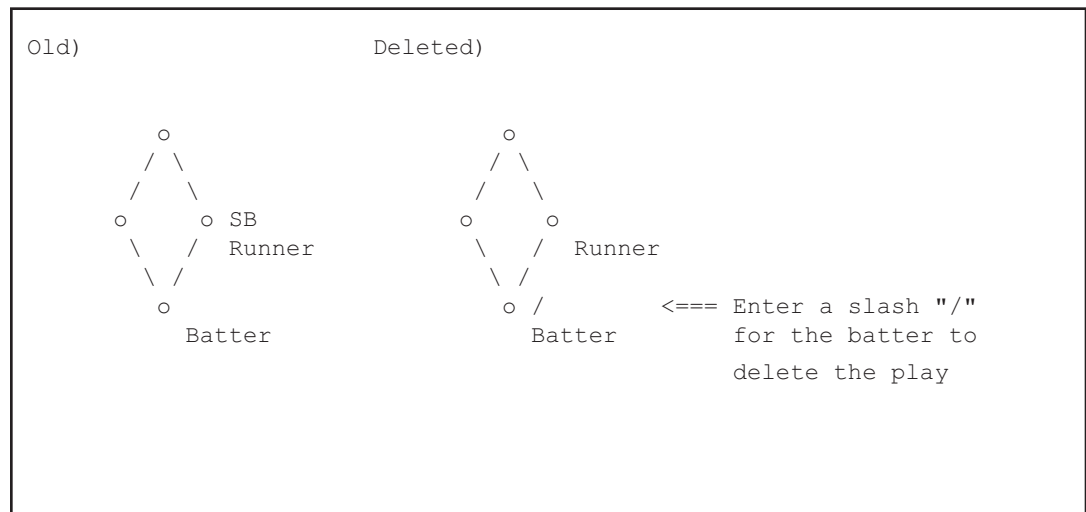 Old)                    Deleted)
        o                       o
       / \                     / \
      /   \                   /   \
     o     o SB              o     o
      \   /  Runner           \   /  Runner
       \ /                     \ /
        o                       o /        <=== Enter a slash "/"
          Batter                  Batter        for the batter to
                                                delete the play